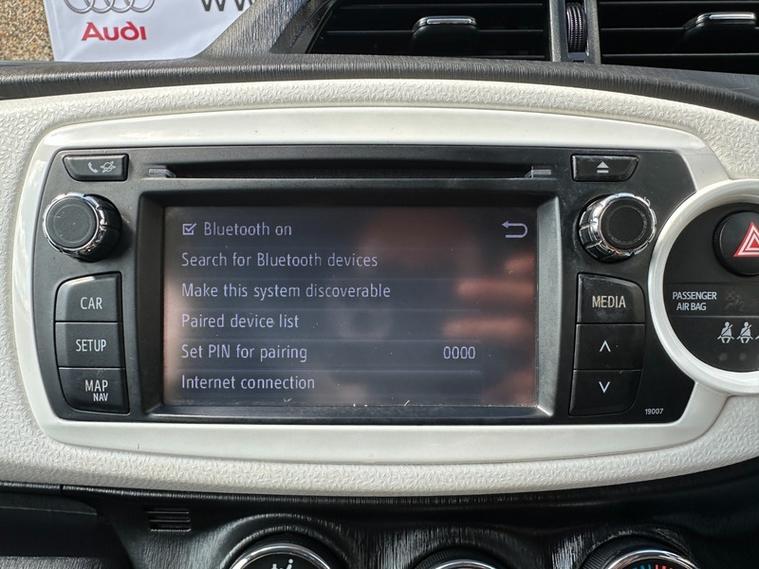 Audi
Bluetooth on
Search for Bluetooth devices
Make this system discoverable
Paired device list
Set PIN for pairing 0000
Internet connection
CAR
SETUP
MAP
NAV
MEDIA
19007
PASSENGER
AIR BAG